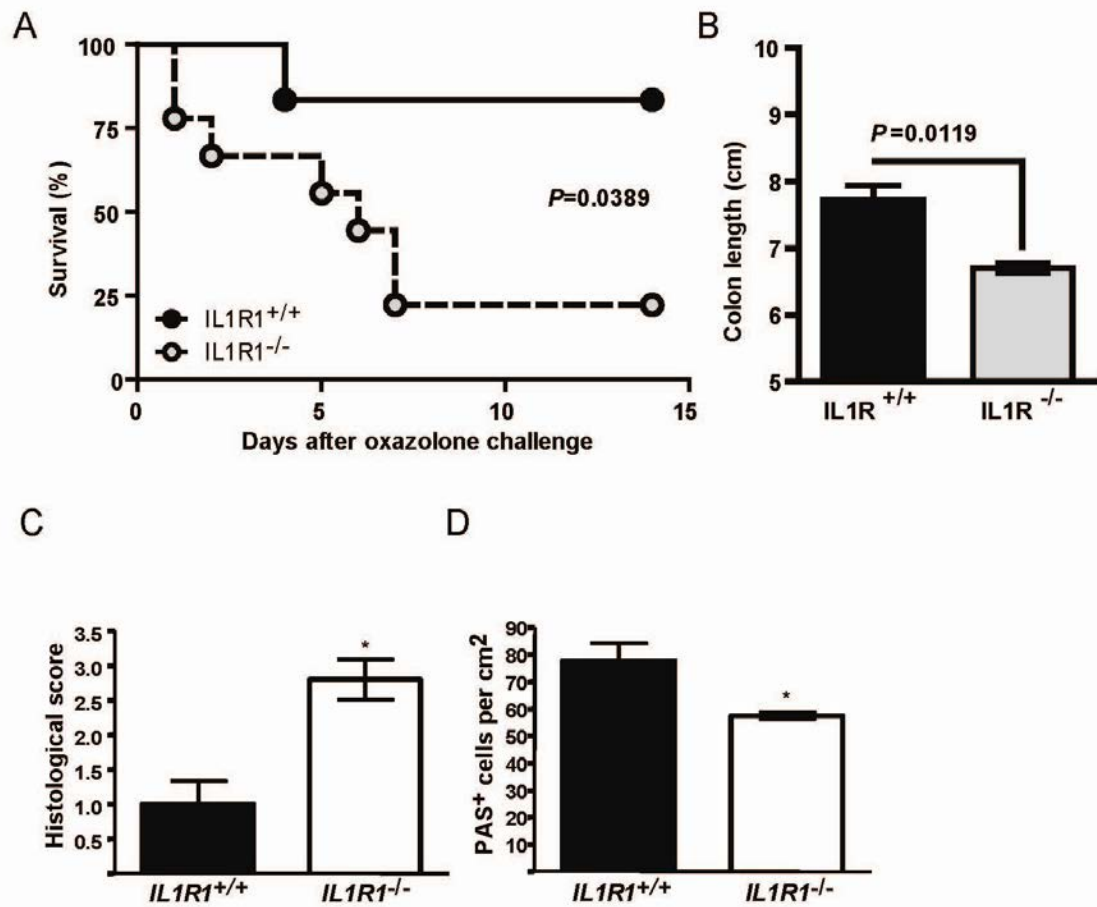 A
100
75
50
25
0
Survival (%)
P=0.0389
IL1R1+/+
IL1R1-/-
0 5 10 15
Days after oxazolone challenge
B
10
9
8
7
6
5
Colon length (cm)
P=0.0119
IL1R +/+ IL1R -/-
C
3.5
3.0
2.5
2.0
1.5
1.0
0.5
Histological score
*
IL1R1+/+ IL1R1-/-
D
90
80
70
60
50
40
30
20
10
PAS+ cells per cm2
*
IL1R1+/+ IL1R1-/-